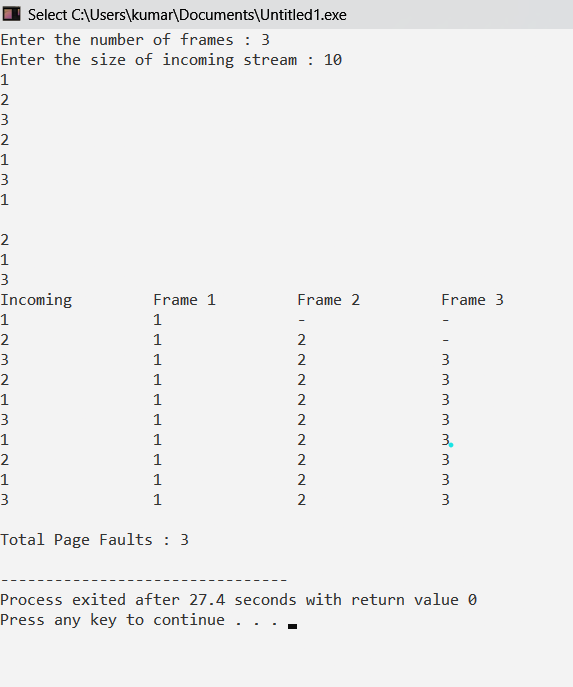 Select C:\Users\kumar\Documents\Untitled1.exe
Enter the number of frames : 3
Enter the size of incoming stream : 10
1
2
3
2
1
3
1
2
1
3
Incoming Frame 1 Frame 2 Frame 3
1 1 - -
2 1 2 -
3 1 2 3
2 1 2 3
1 1 2 3
3 1 2 3
1 1 2 3
2 1 2 3
1 1 2 3
3 1 2 3
Total Page Faults : 3
--------------------------------
Process exited after 27.4 seconds with return value 0
Press any key to continue . . .